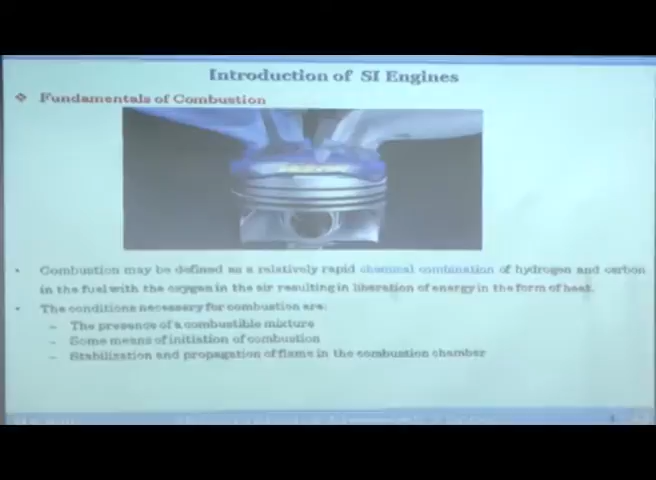 Introduction of SI Engines
❖ Fundamentals of Combustion
• Combustion may be defined as a relatively rapid chemical combination of hydrogen and carbon
in the fuel with the oxygen in the air resulting in liberation of energy in the form of heat.
• The conditions necessary for combustion are:
– The presence of a combustible mixture
– Some means of initiation of combustion
– Stabilization and propagation of flame in the combustion chamber